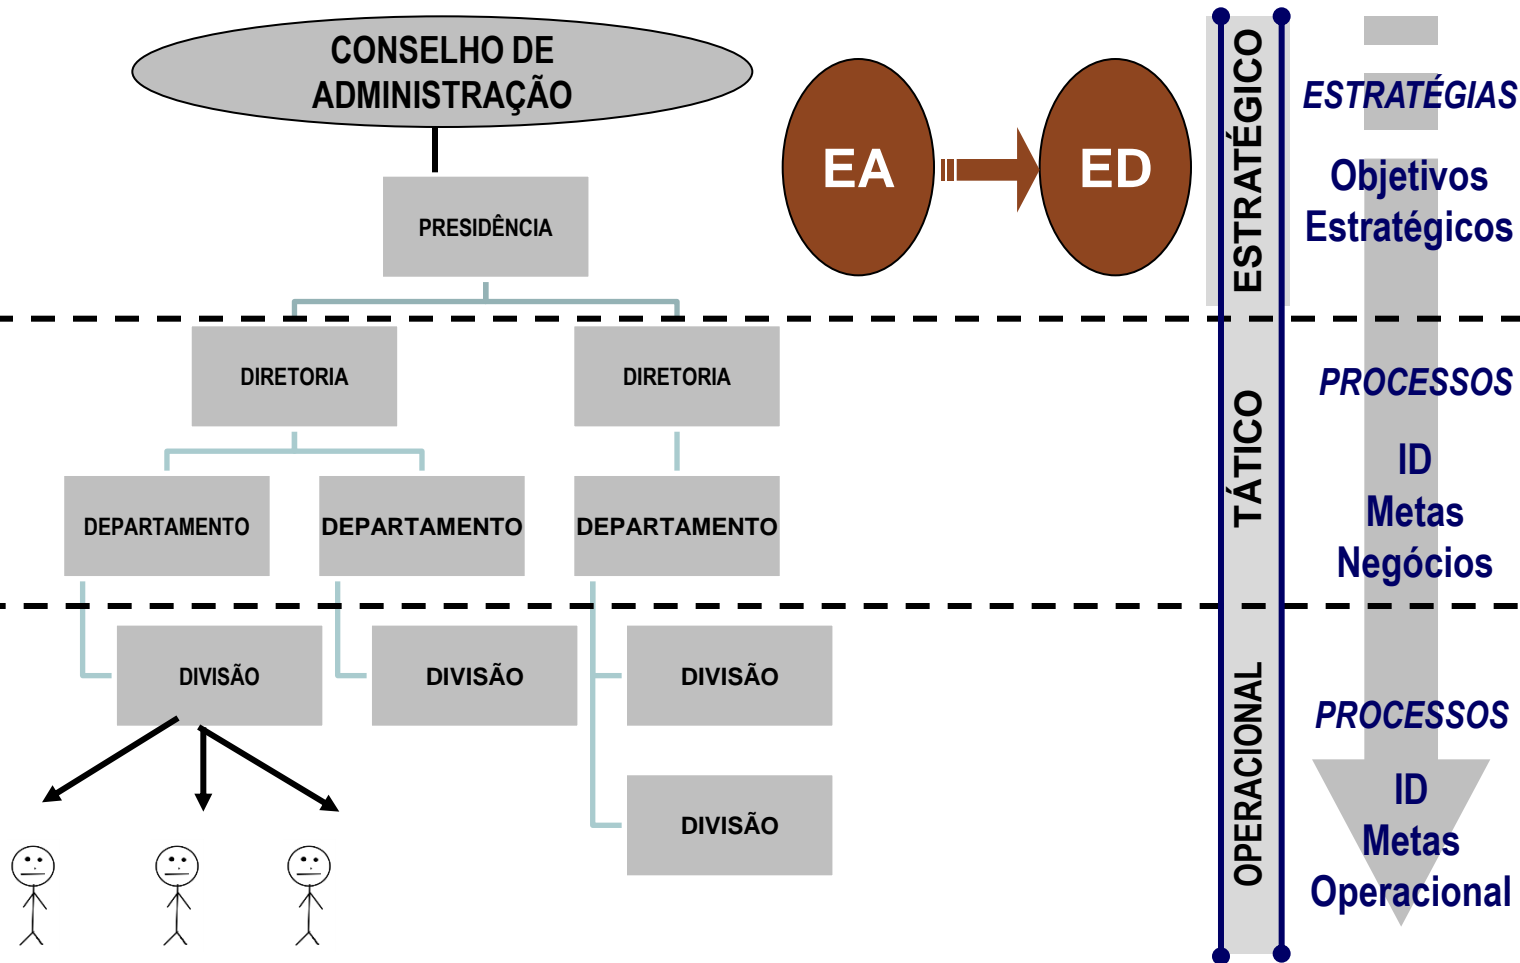 CONSELHO DE
ADMINISTRAÇÃO
EA
ED
PRESIDÊNCIA
ESTRATÉGICO
ESTRATÉGIAS
Objetivos
Estratégicos
DIRETORIA
DIRETORIA
DEPARTAMENTO
DEPARTAMENTO
DEPARTAMENTO
TÁTICO
PROCESSOS
ID
Metas
Negócios
DIVISÃO
DIVISÃO
DIVISÃO
DIVISÃO
OPERACIONAL
PROCESSOS
ID
Metas
Operacional